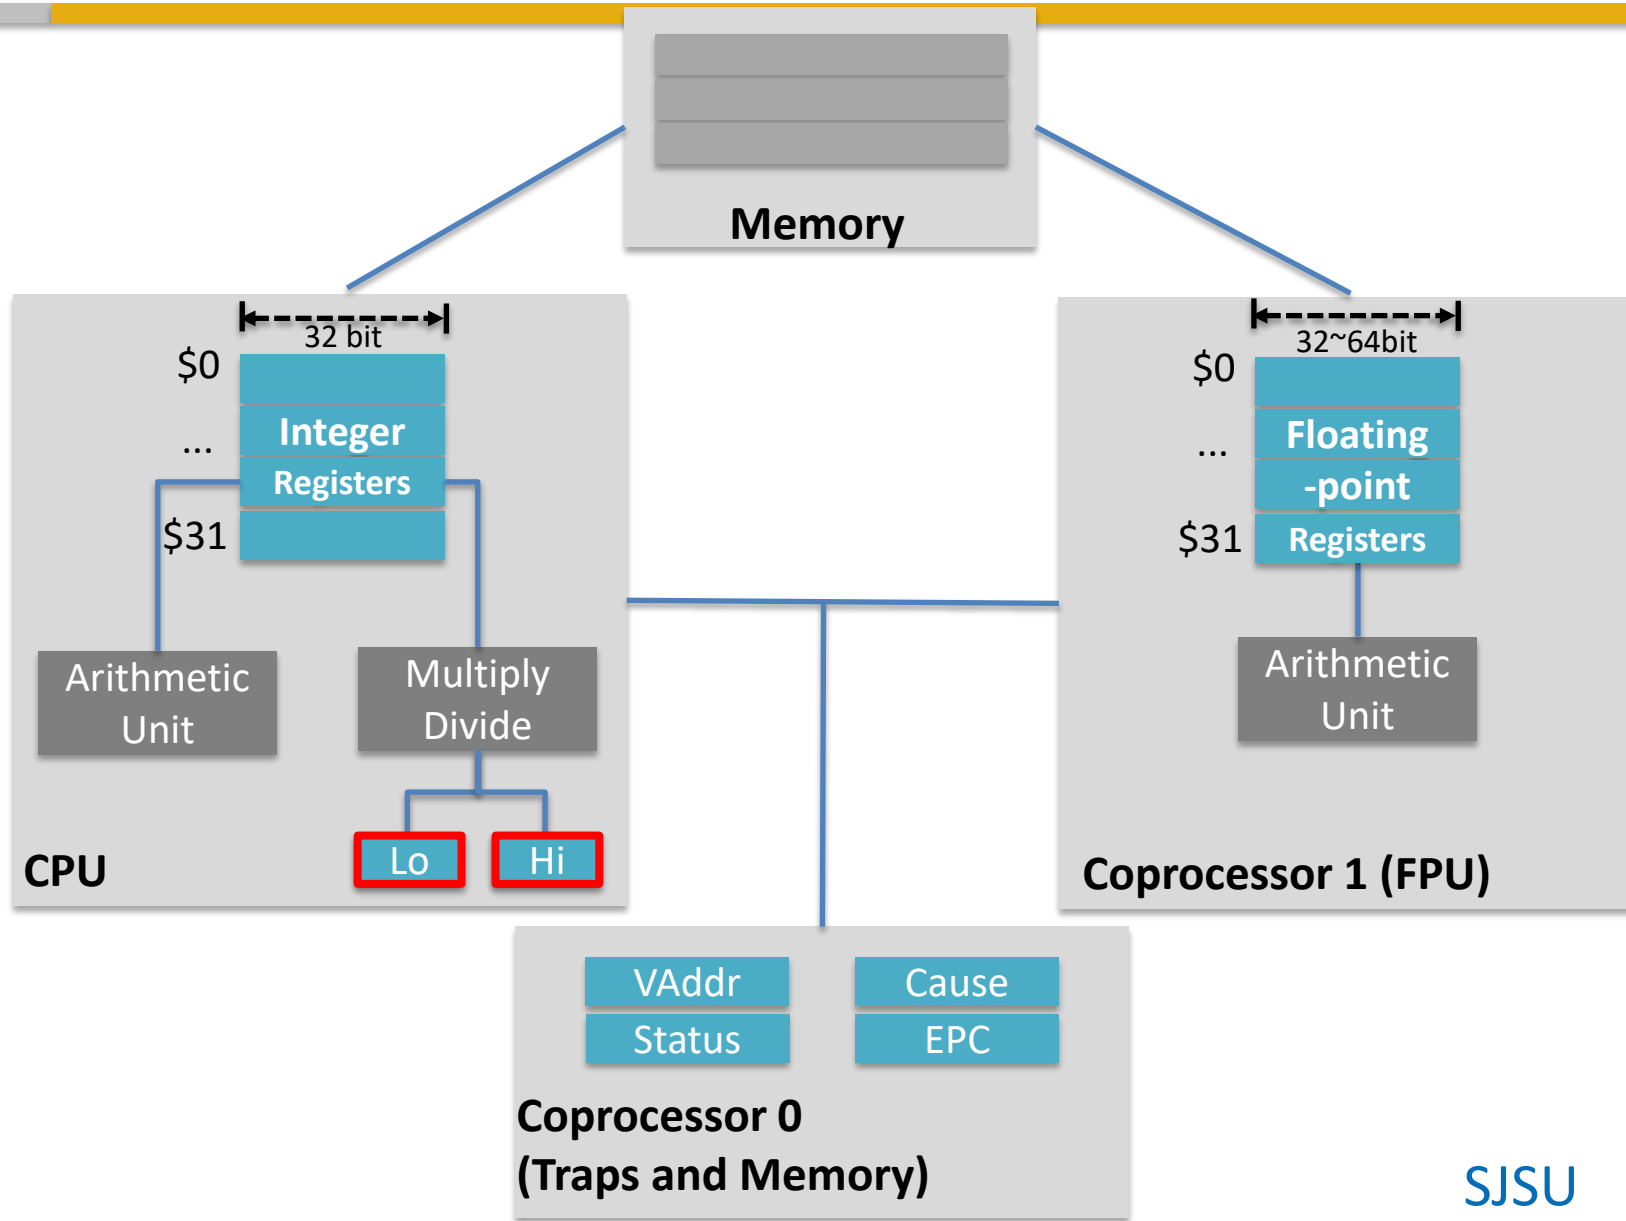 Memory
32 bit
$0
Integer
...
Registers
$31
Arithmetic
Unit
Multiply
Divide
Lo
Hi
CPU
32~64bit
$0
Floating
...
-point
$31
Registers
Arithmetic
Unit
Coprocessor 1 (FPU)
VAddr
Cause
Status
EPC
Coprocessor 0
(Traps and Memory)
SJSU